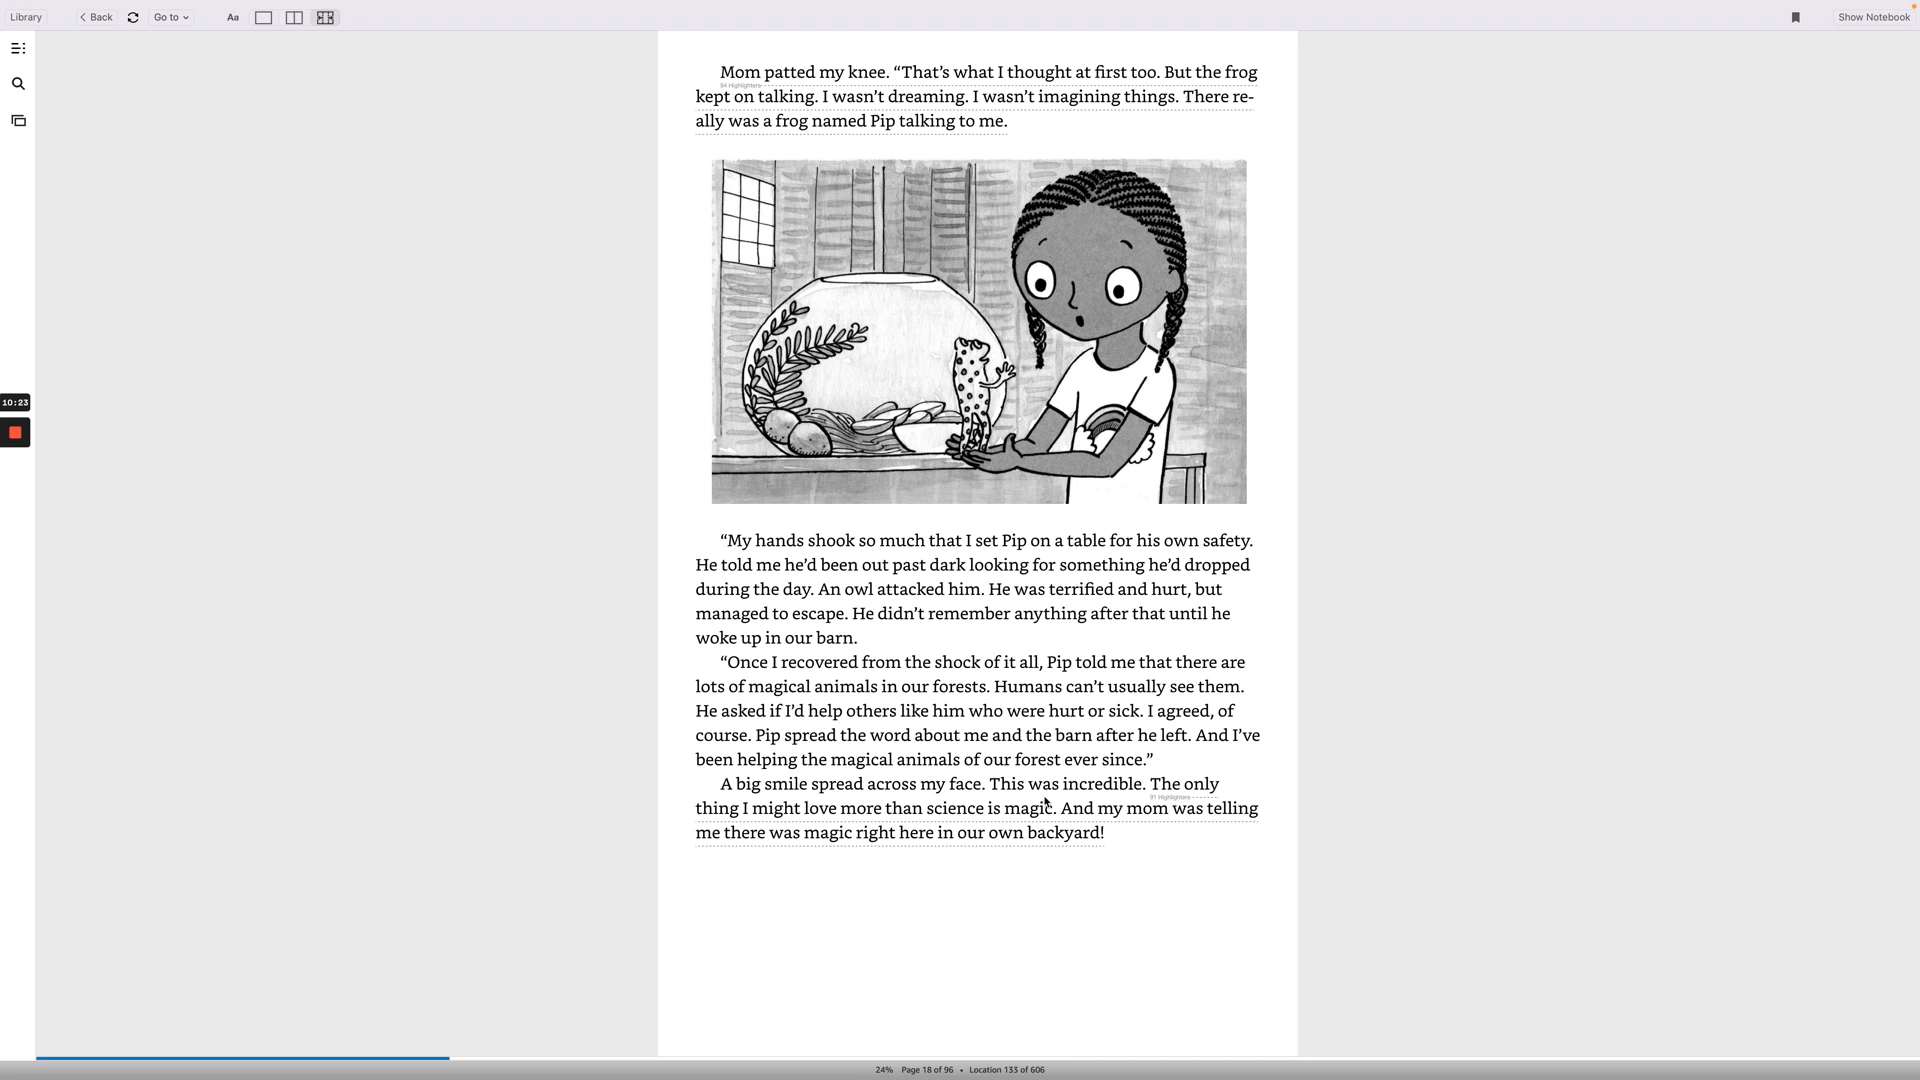 Library
Back
Go to
Aa
Show Notebook
10:23
Mom patted my knee. “That’s what I thought at first too. But the frog
94 Highlighters
kept on talking. I wasn’t dreaming. I wasn’t imagining things. There re-
ally was a frog named Pip talking to me.
“My hands shook so much that I set Pip on a table for his own safety.
He told me he’d been out past dark looking for something he’d dropped
during the day. An owl attacked him. He was terrified and hurt, but
managed to escape. He didn’t remember anything after that until he
woke up in our barn.
“Once I recovered from the shock of it all, Pip told me that there are
lots of magical animals in our forests. Humans can’t usually see them.
He asked if I’d help others like him who were hurt or sick. I agreed, of
course. Pip spread the word about me and the barn after he left. And I’ve
been helping the magical animals of our forest ever since.”
A big smile spread across my face. This was incredible. The only
91 Highlighters
thing I might love more than science is magic. And my mom was telling
me there was magic right here in our own backyard!
24% Page 18 of 96 • Location 133 of 606